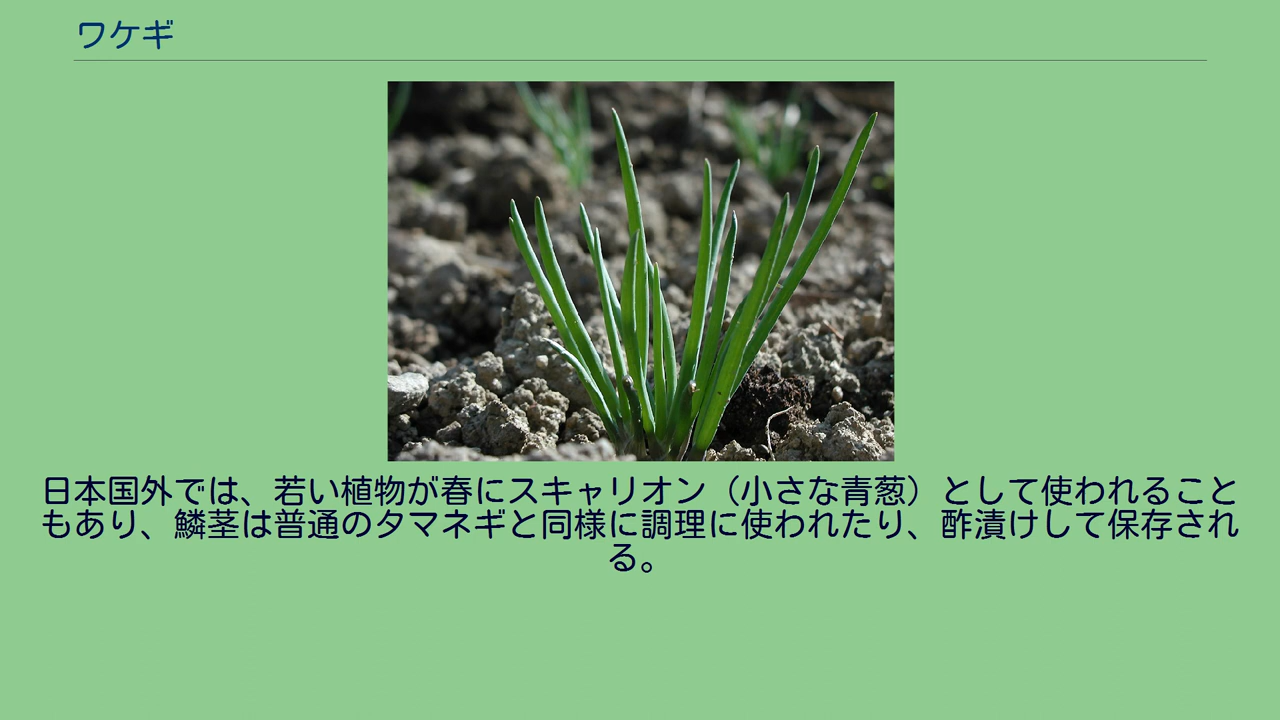 ワケギ
日本国外では、若い植物が春にスキャリオン（小さな青葱）として使われること
もあり、鱗茎は普通のタマネギと同様に調理に使われたり、酢漬けして保存され
る。